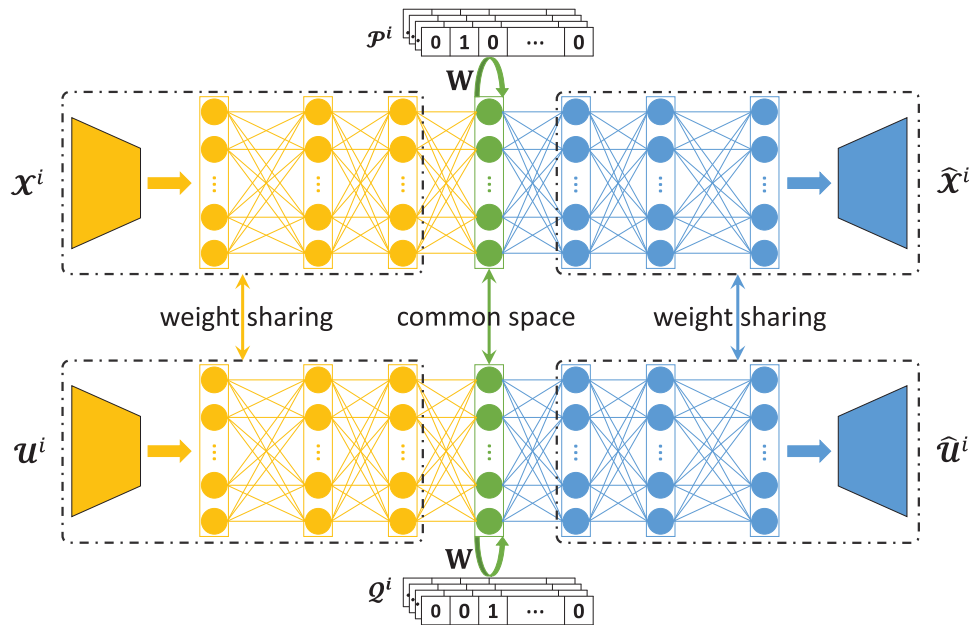 𝒫ⁱ 0 1 0 ··· 0
W
𝒳ⁱ 𝒳̂ⁱ
weight sharing common space weight sharing
𝒰ⁱ 𝒰̂ⁱ
W
𝒬ⁱ 0 0 1 ··· 0